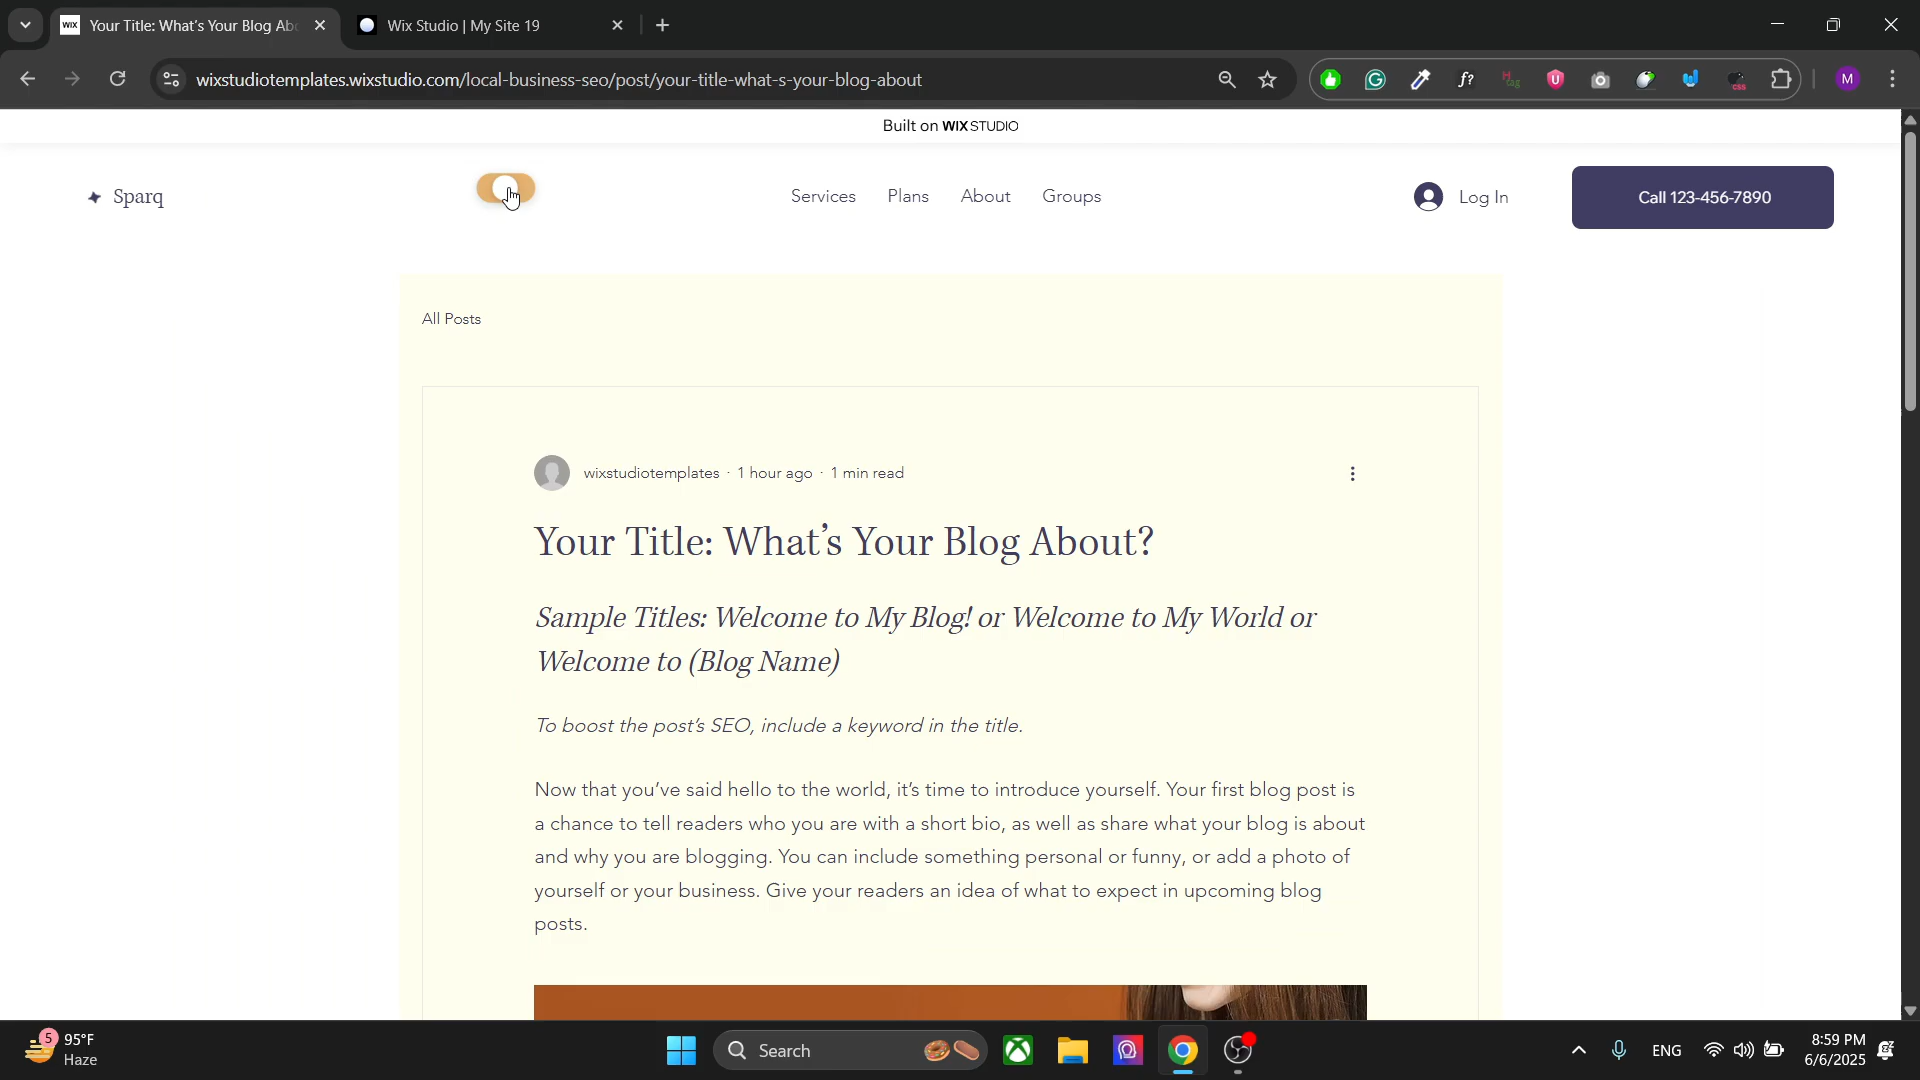 Your Title: What's Your Blog Abo
Wix Studio | My Site 19
wixstudiotemplates.wixstudio.com/local-business-seo/post/your-title-what-s-your-blog-about
Built on WIX STUDIO
Sparq
Services
Plans
About
Groups
Log In
Call 123-456-7890
All Posts
wixstudiotemplates · 1 hour ago · 1 min read
Your Title: What's Your Blog About?
Sample Titles: Welcome to My Blog! or Welcome to My World or
Welcome to (Blog Name)
To boost the post's SEO, include a keyword in the title.
Now that you've said hello to the world, it's time to introduce yourself. Your first blog post is
a chance to tell readers who you are with a short bio, as well as share what your blog is about
and why you are blogging. You can include something personal or funny, or add a photo of
yourself or your business. Give your readers an idea of what to expect in upcoming blog
posts.
5
95°F
Haze
Search
ENG
8:59 PM
6/6/2025